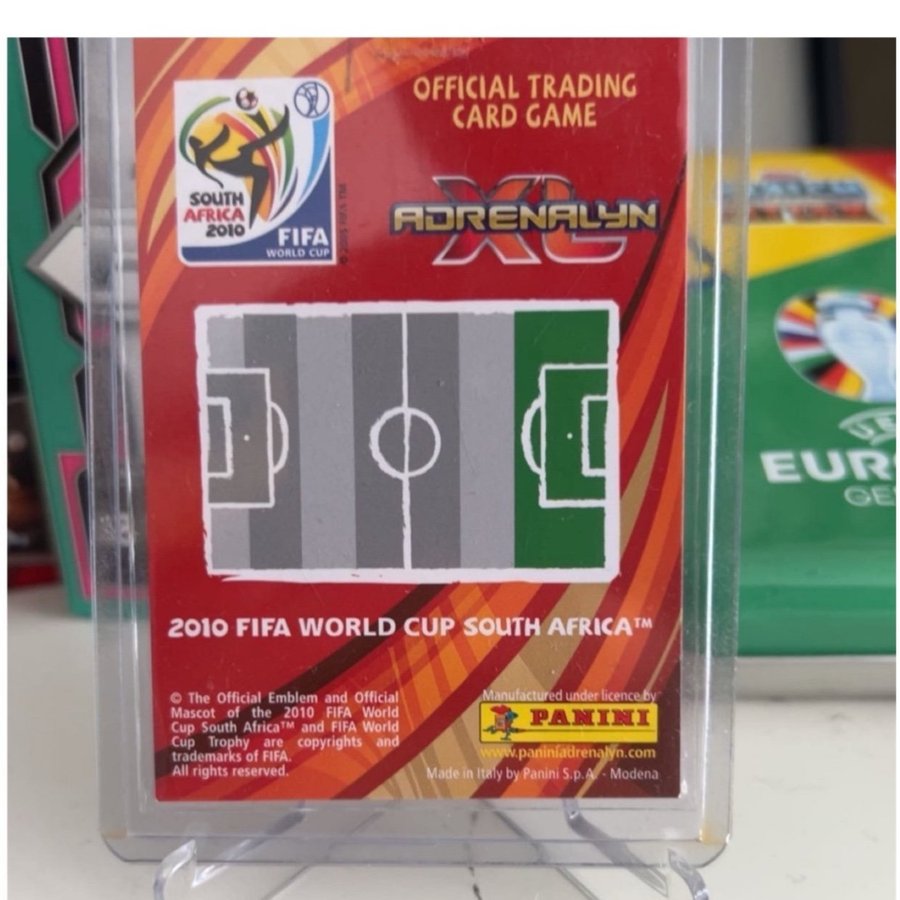 OFFICIAL TRADING
CARD GAME
SOUTH
AFRICA
2010
FIFA
WORLD CUP
ADRENALYN
XL
2010 FIFA WORLD CUP SOUTH AFRICA™
© The Official Emblem and Official
Mascot of the 2010 FIFA World
Cup South Africa™ and FIFA World
Cup Trophy are copyrights and
trademarks of FIFA.
All rights reserved.
Manufactured under licence by
PANINI
www.paniniadrenalyn.com
Made in Italy by Panini S.p.A. - Modena